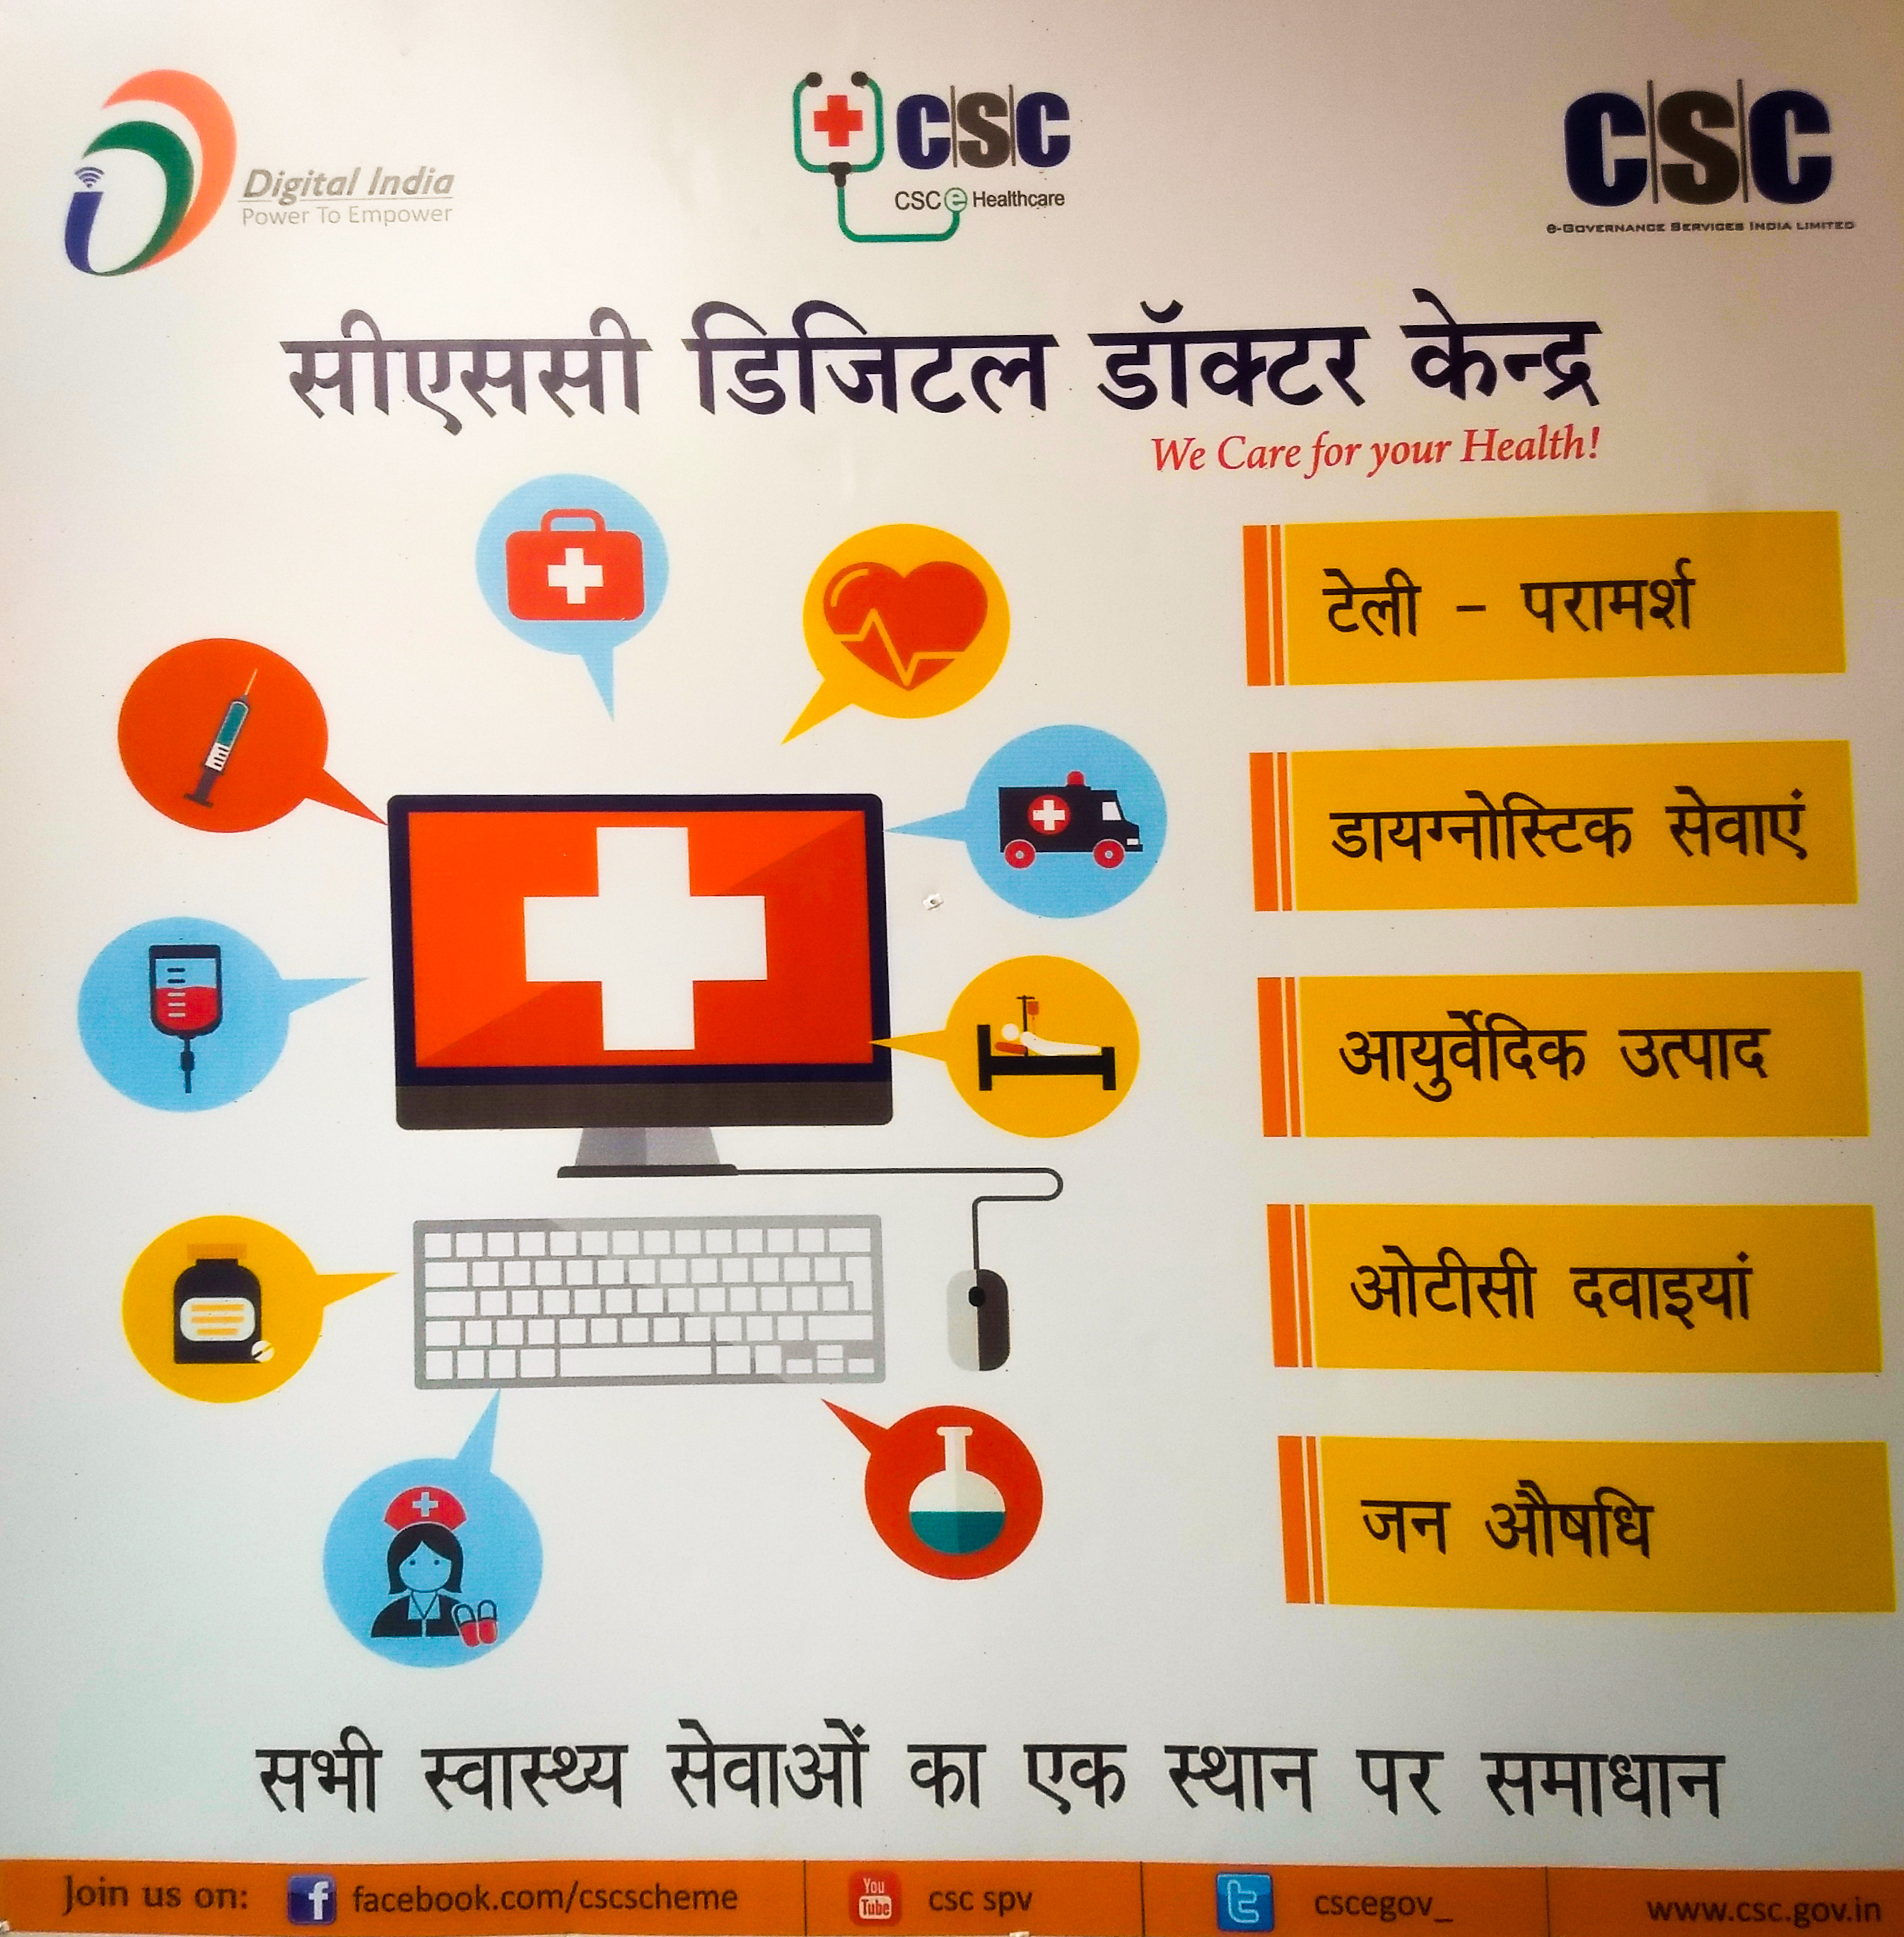 Digital India
Power To Empower
CSC
CSC e Healthcare
CSC
e-Governance Services India Limited
सीएससी डिजिटल डॉक्टर केन्द्र
We Care for your Health!
टेली – परामर्श
डायग्नोस्टिक सेवाएं
आयुर्वेदिक उत्पाद
ओटीसी दवाइयां
जन औषधि
सभी स्वास्थ्य सेवाओं का एक स्थान पर समाधान
Join us on: f facebook.com/cscscheme You Tube csc spv t cscegov_ www.csc.gov.in